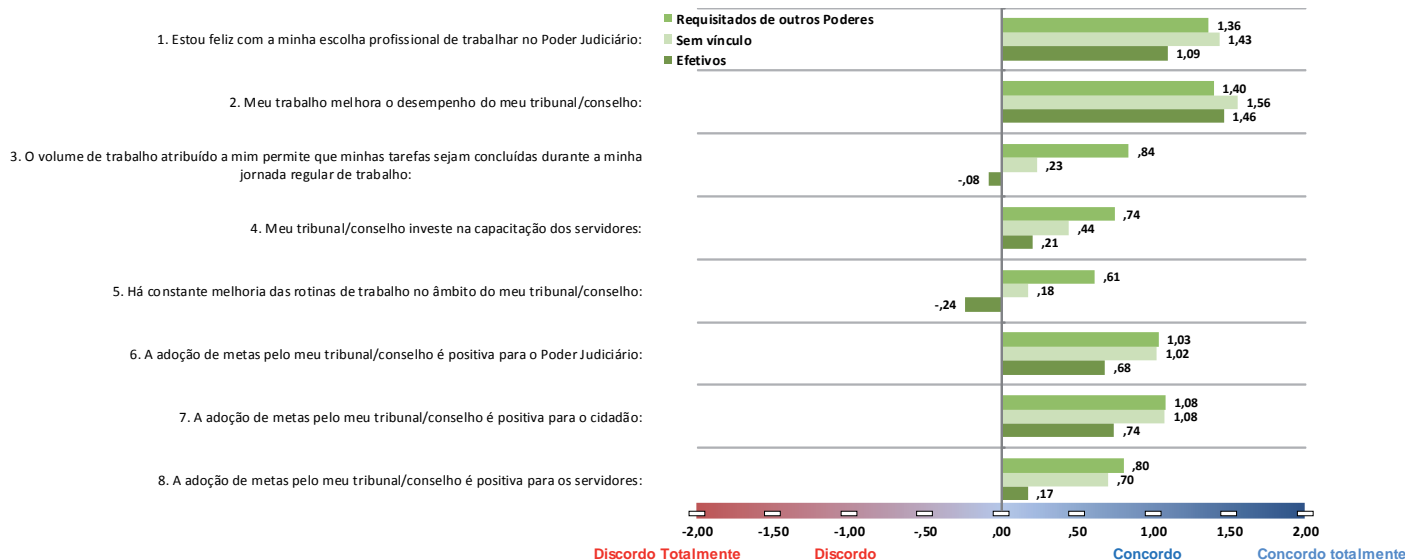 Requisitados de outros Poderes
Sem vínculo
Efetivos
1. Estou feliz com a minha escolha profissional de trabalhar no Poder Judiciário:
1,36
1,43
1,09
2. Meu trabalho melhora o desempenho do meu tribunal/conselho:
1,40
1,56
1,46
3. O volume de trabalho atribuído a mim permite que minhas tarefas sejam concluídas durante a minha
jornada regular de trabalho:
,84
,23
-,08
4. Meu tribunal/conselho investe na capacitação dos servidores:
,74
,44
,21
5. Há constante melhoria das rotinas de trabalho no âmbito do meu tribunal/conselho:
,61
,18
-,24
6. A adoção de metas pelo meu tribunal/conselho é positiva para o Poder Judiciário:
1,03
1,02
,68
7. A adoção de metas pelo meu tribunal/conselho é positiva para o cidadão:
1,08
1,08
,74
8. A adoção de metas pelo meu tribunal/conselho é positiva para os servidores:
,80
,70
,17
-2,00 -1,50 -1,00 -,50 ,00 ,50 1,00 1,50 2,00
Discordo Totalmente Discordo Concordo Concordo totalmente